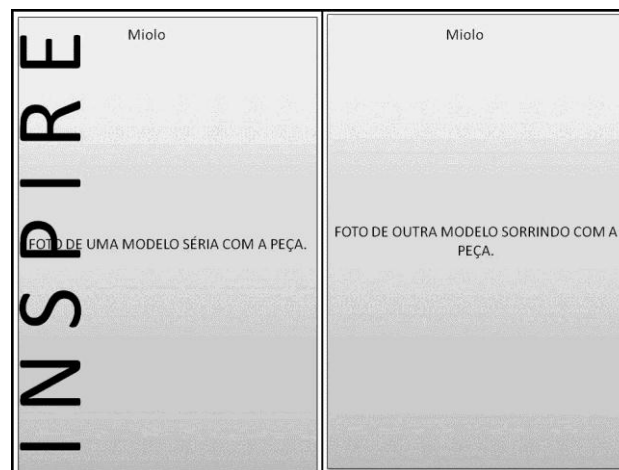 INSPIRE
Miolo
FOTO DE UMA MODELO SÉRIA COM A PEÇA.
Miolo
FOTO DE OUTRA MODELO SORRINDO COM A
PEÇA.